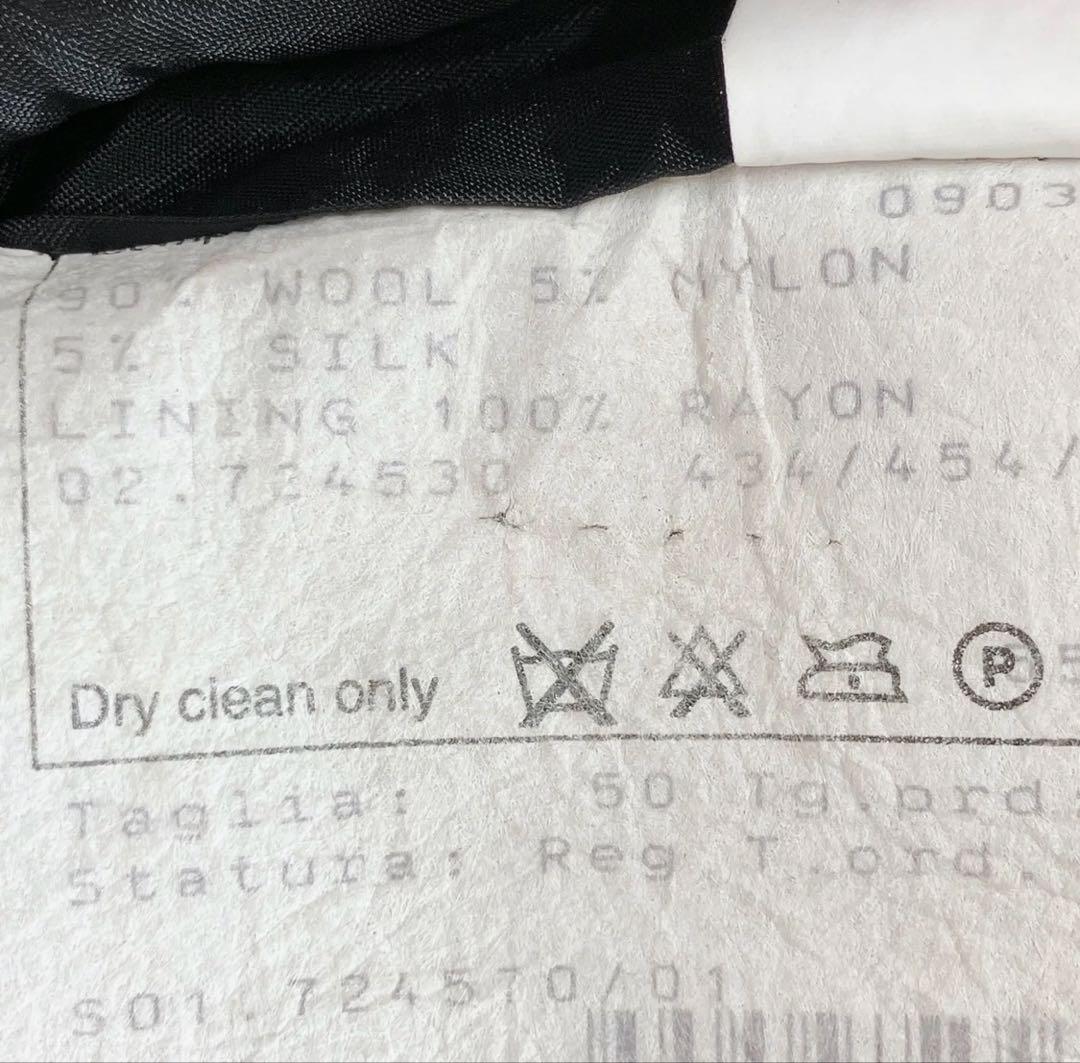 0903
90% WOOL 5% NYLON
5% SILK
LINING 100% RAYON
02.724530 434/454/
Dry clean only P
Taglia: 50 Tg.prd.
Statura: Reg T.ord.
S01.724570/01